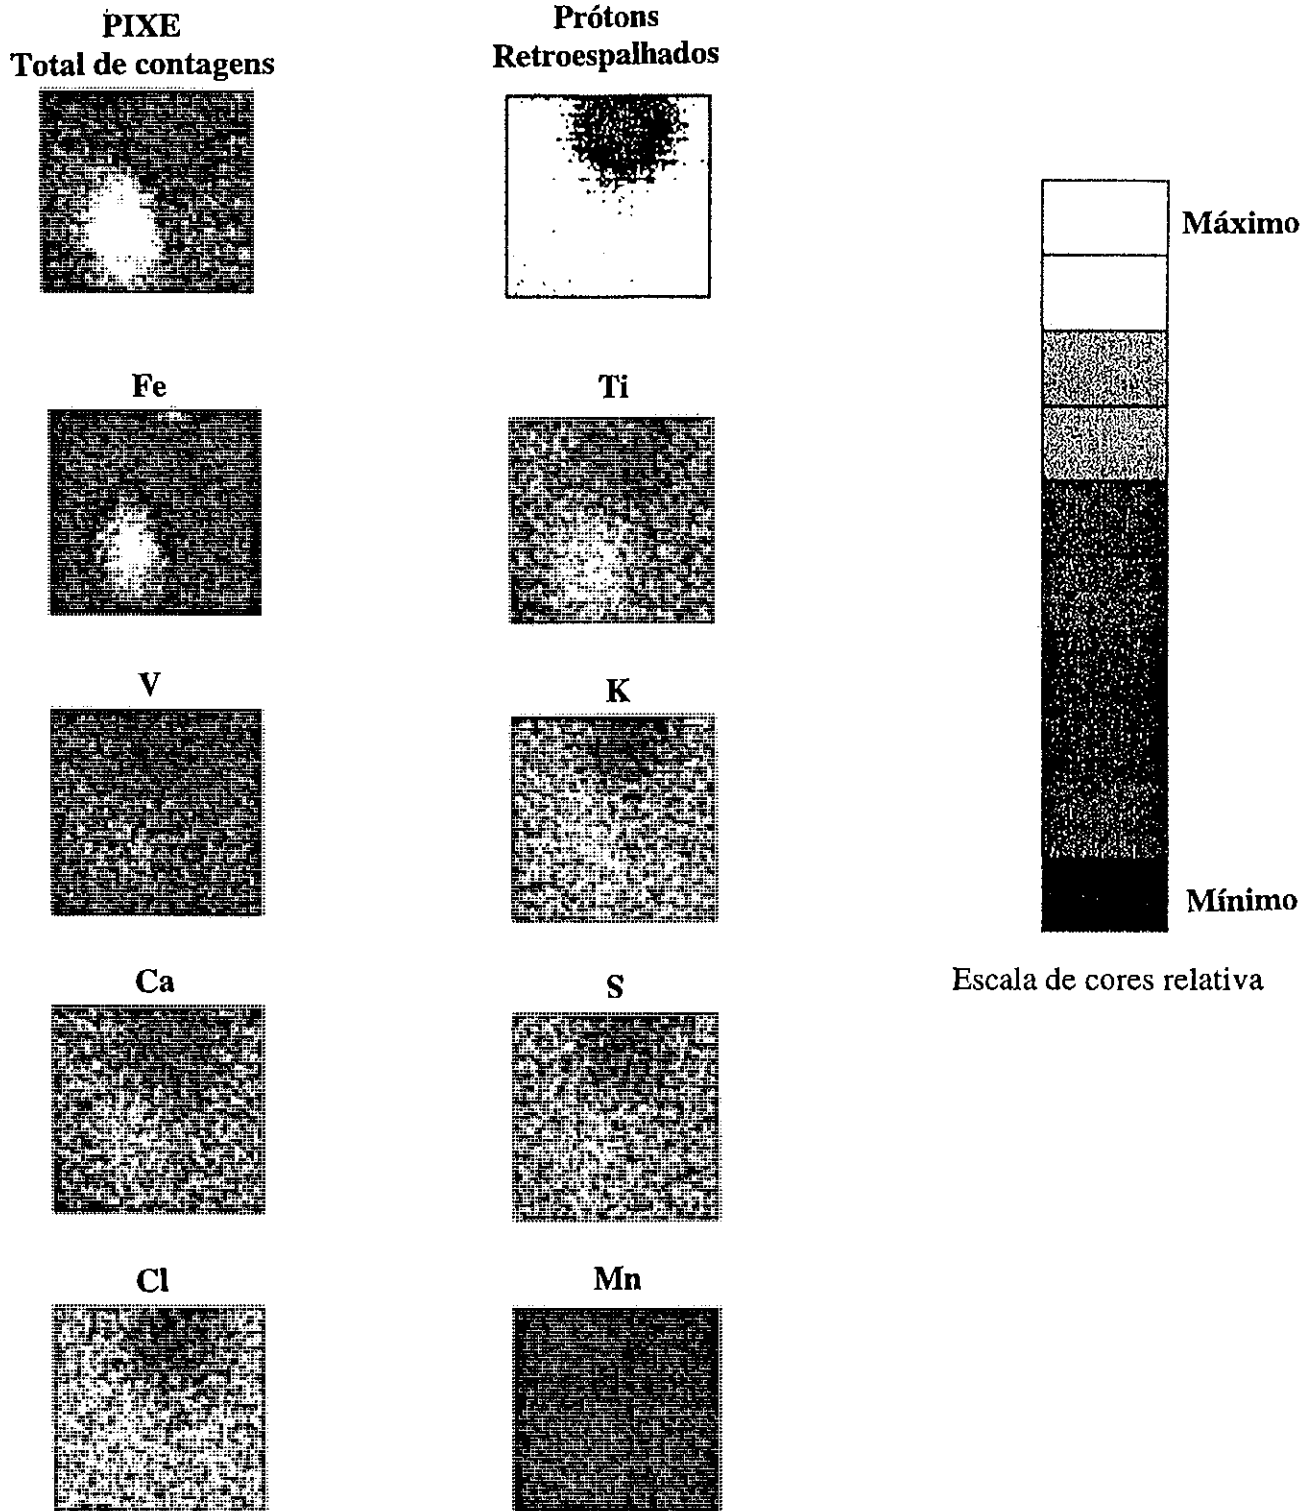 PIXE
Total de contagens
Prótons
Retroespalhados
Máximo
Fe
Ti
V
K
Mínimo
Ca
S
Escala de cores relativa
Cl
Mn